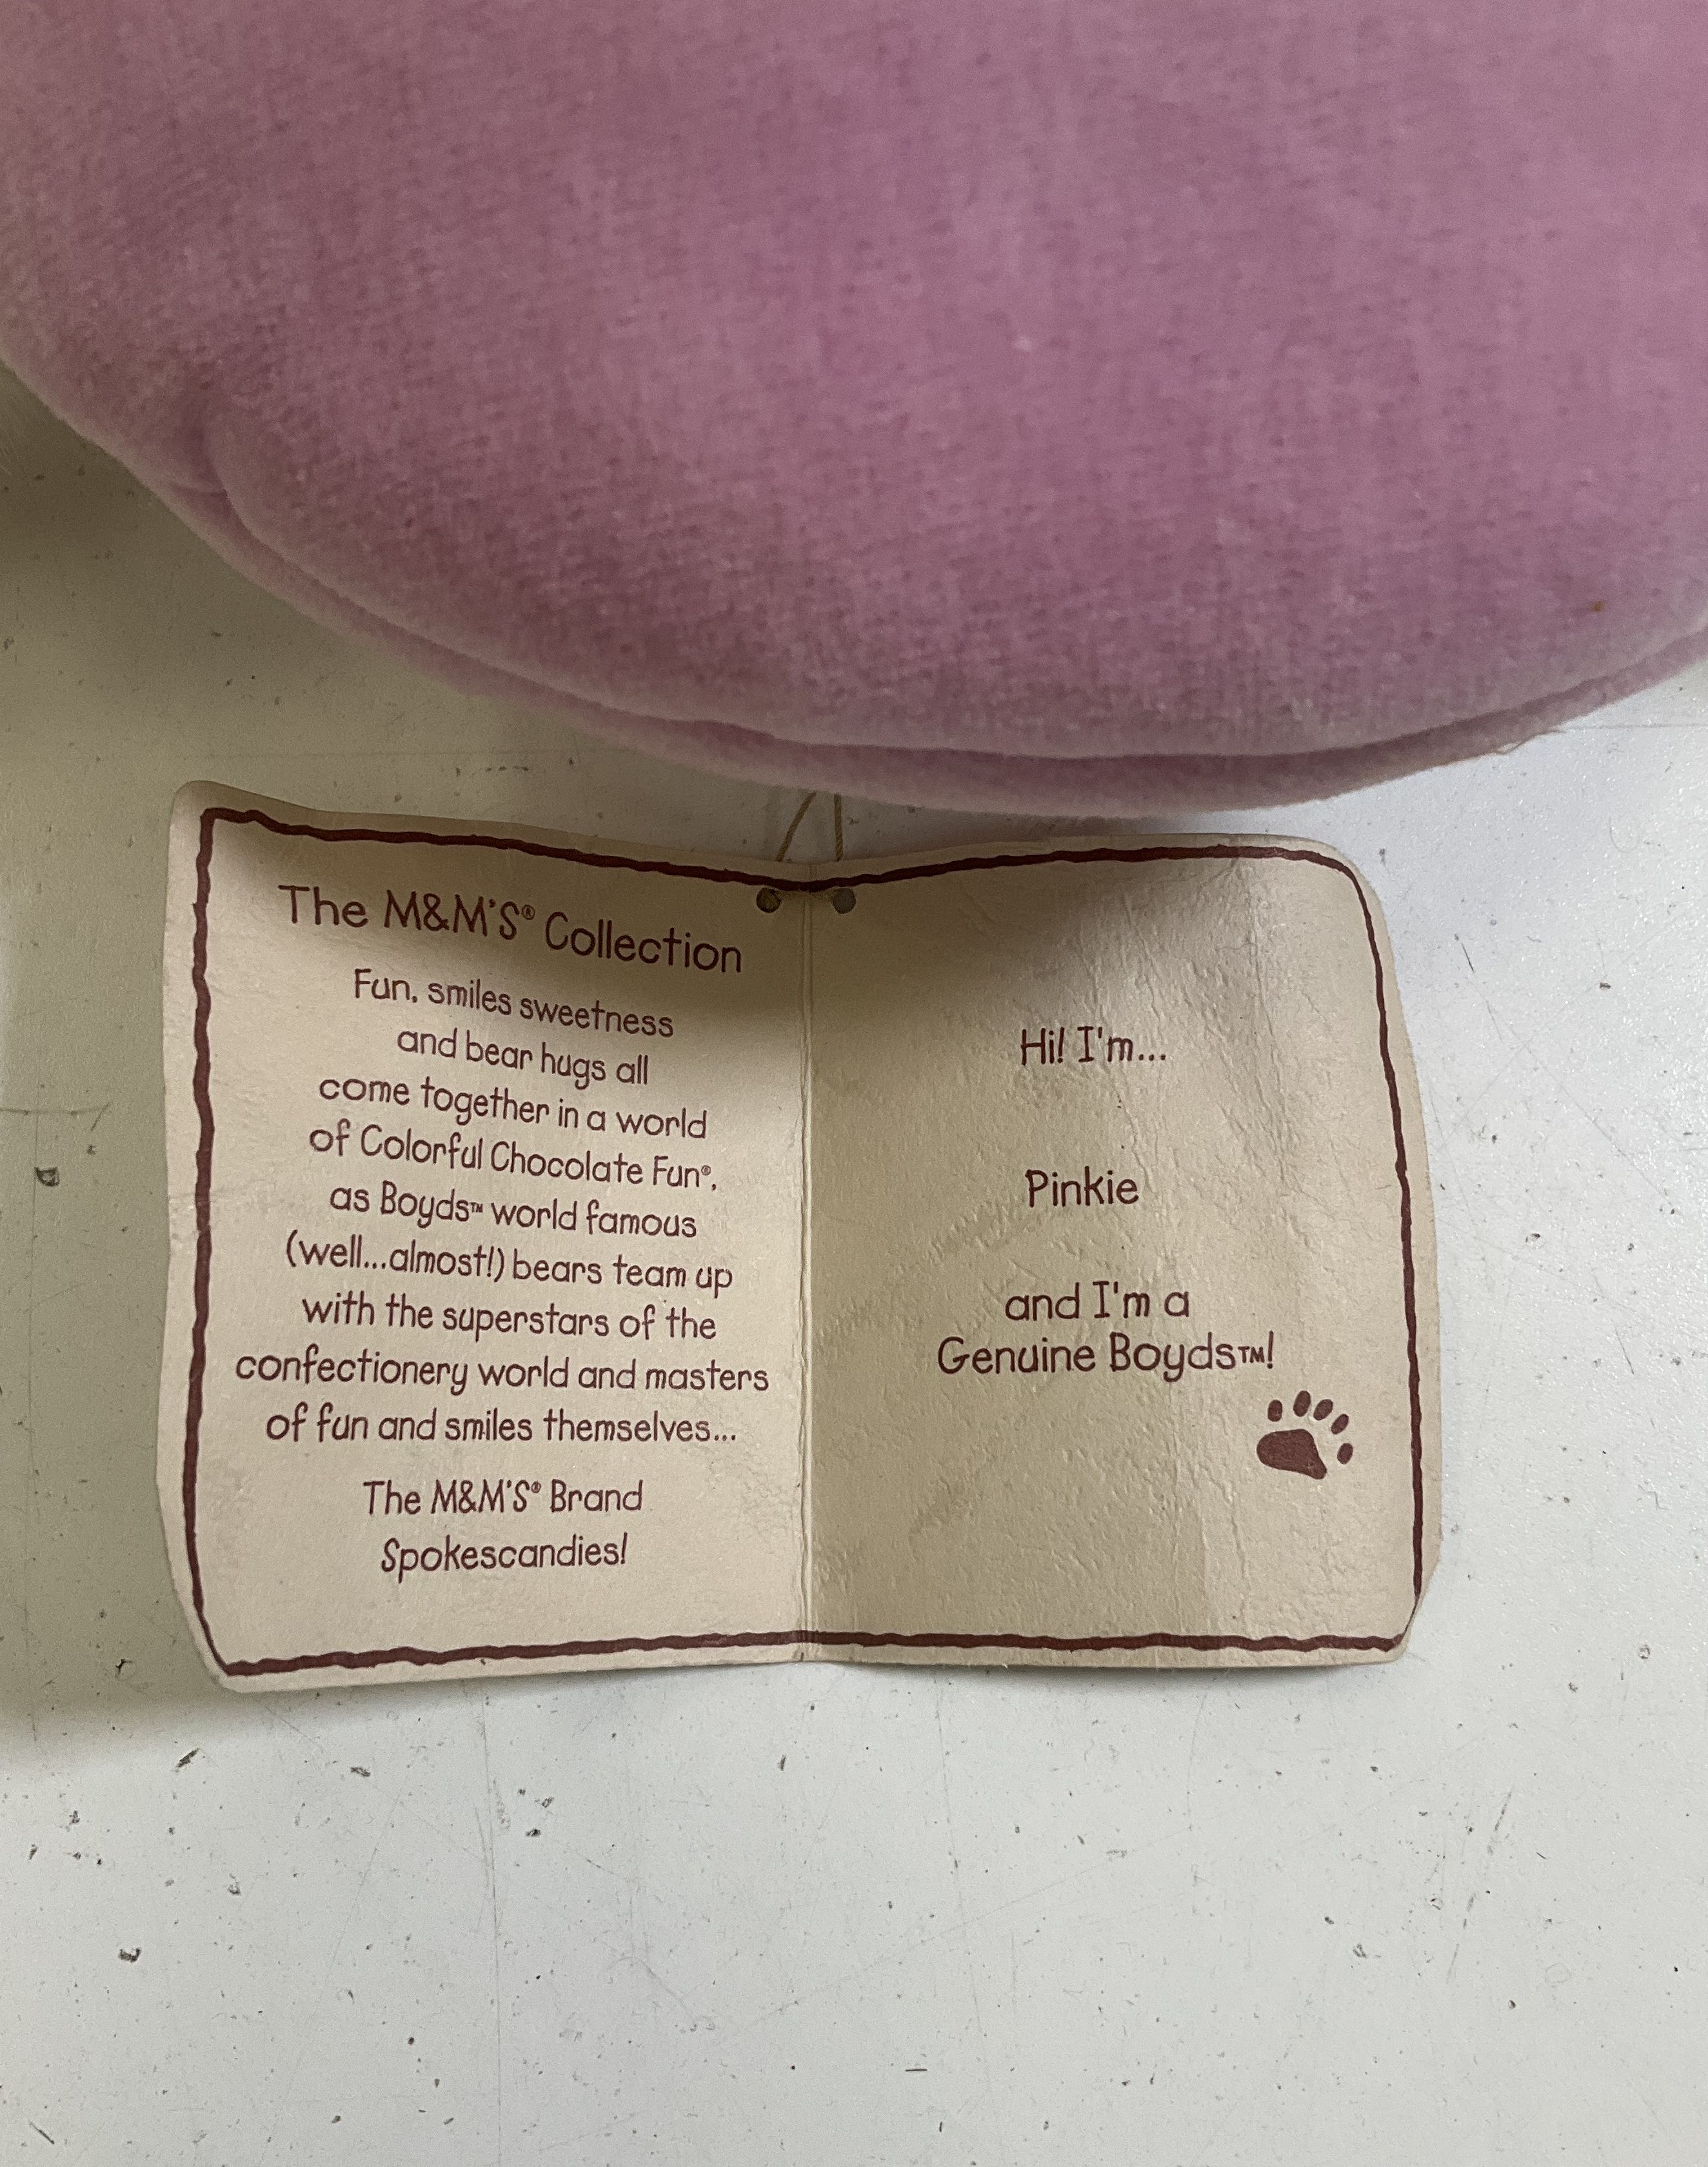 The M&M'S® Collection
Fun, smiles sweetness
and bear hugs all
come together in a world
of Colorful Chocolate Fun®,
as Boyds™ world famous
(well...almost!) bears team up
with the superstars of the
confectionery world and masters
of fun and smiles themselves...
The M&M'S® Brand
Spokescandies!
Hi! I'm...
Pinkie
and I'm a
Genuine Boyds™!